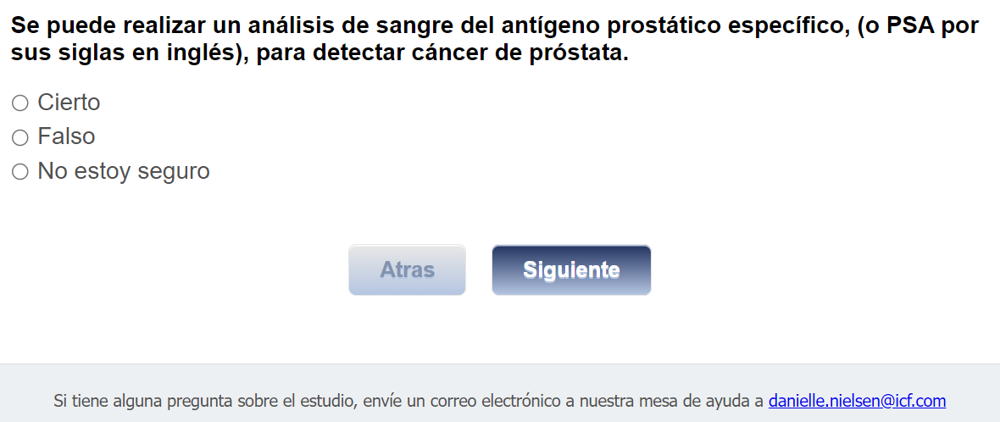 Se puede realizar un análisis de sangre del antígeno prostático específico, (o PSA por
sus siglas en inglés), para detectar cáncer de próstata.
Cierto
Falso
No estoy seguro
Atras
Siguiente
Si tiene alguna pregunta sobre el estudio, envíe un correo electrónico a nuestra mesa de ayuda a danielle.nielsen@icf.com